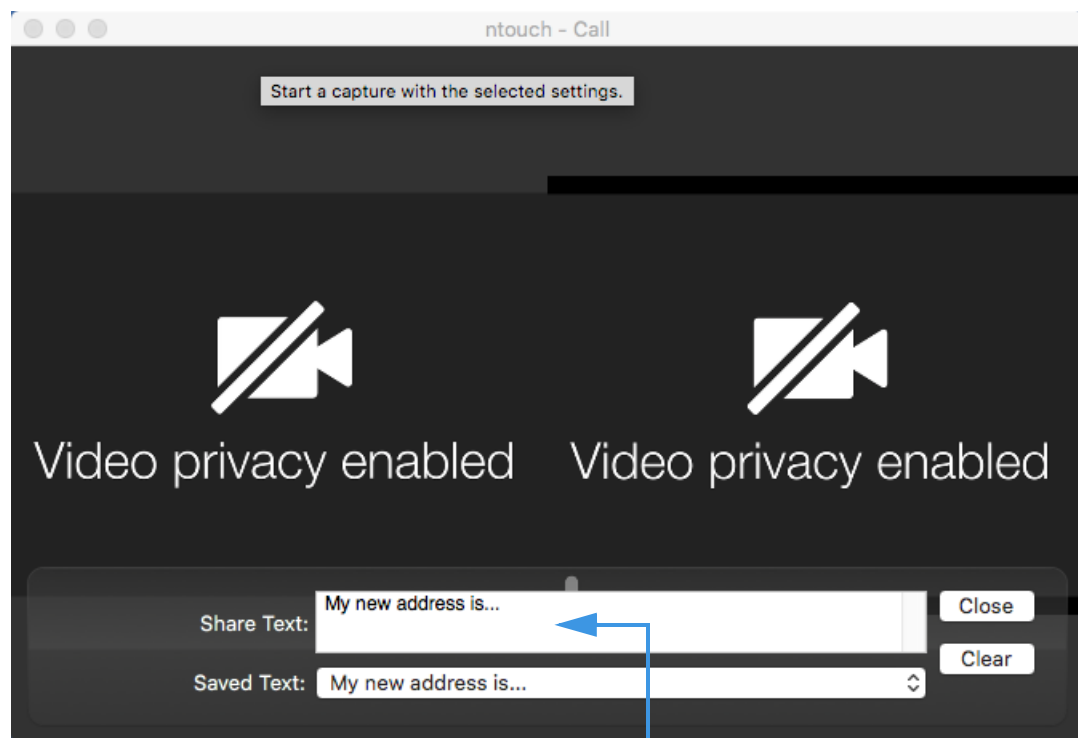 ntouch - Call
Start a capture with the selected settings.
Video privacy enabled
Video privacy enabled
Share Text:
My new address is...
Close
Clear
Saved Text:
My new address is...